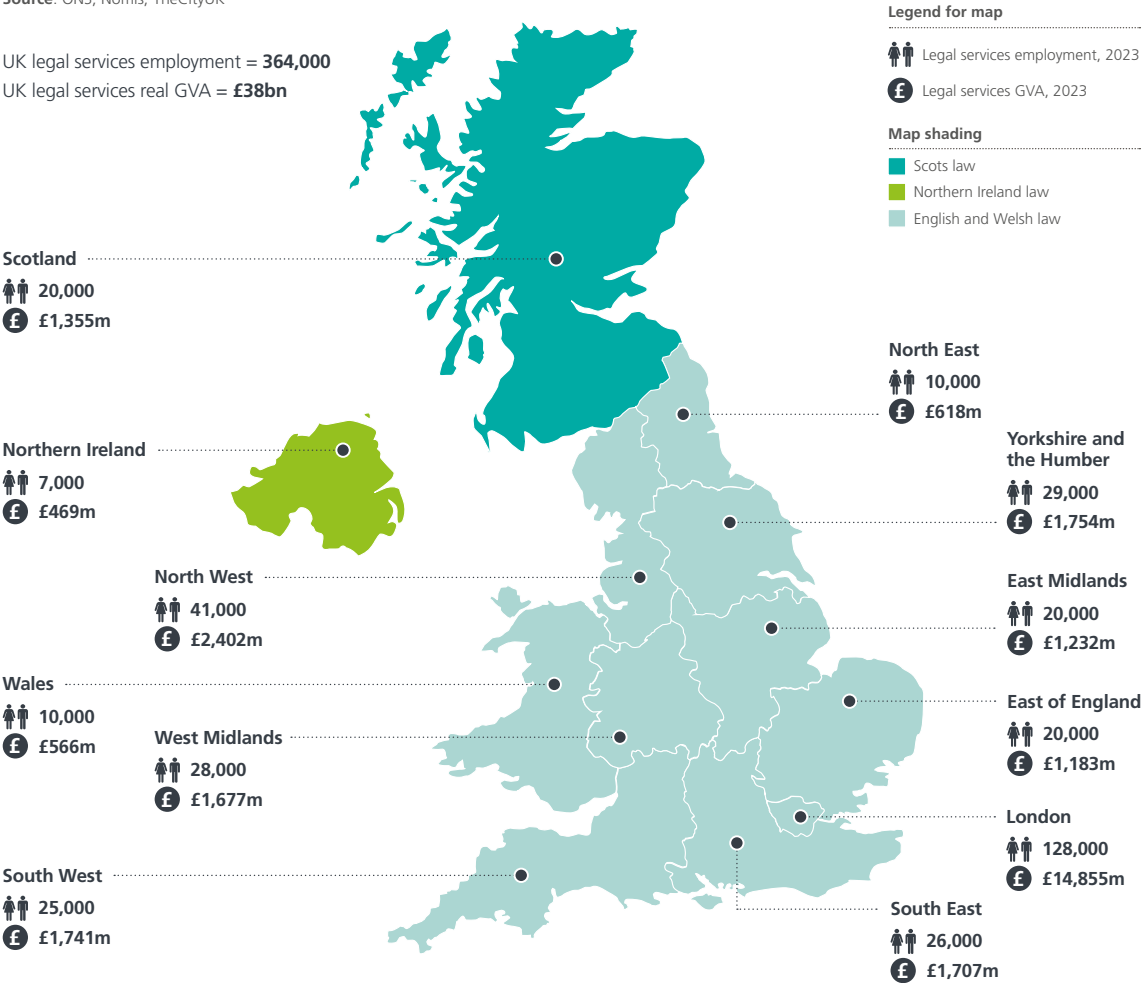 Source: ONS, Nomis, TheCityUK
UK legal services employment = 364,000
UK legal services real GVA = £38bn
Legend for map
Legal services employment, 2023
£ Legal services GVA, 2023
Map shading
Scots law
Northern Ireland law
English and Welsh law
Scotland
20,000
£ £1,355m
North East
10,000
£ £618m
Northern Ireland
7,000
£ £469m
Yorkshire and
the Humber
29,000
£ £1,754m
North West
41,000
£ £2,402m
East Midlands
20,000
£ £1,232m
Wales
10,000
£ £566m
West Midlands
28,000
£ £1,677m
East of England
20,000
£ £1,183m
London
128,000
£ £14,855m
South West
25,000
£ £1,741m
South East
26,000
£ £1,707m